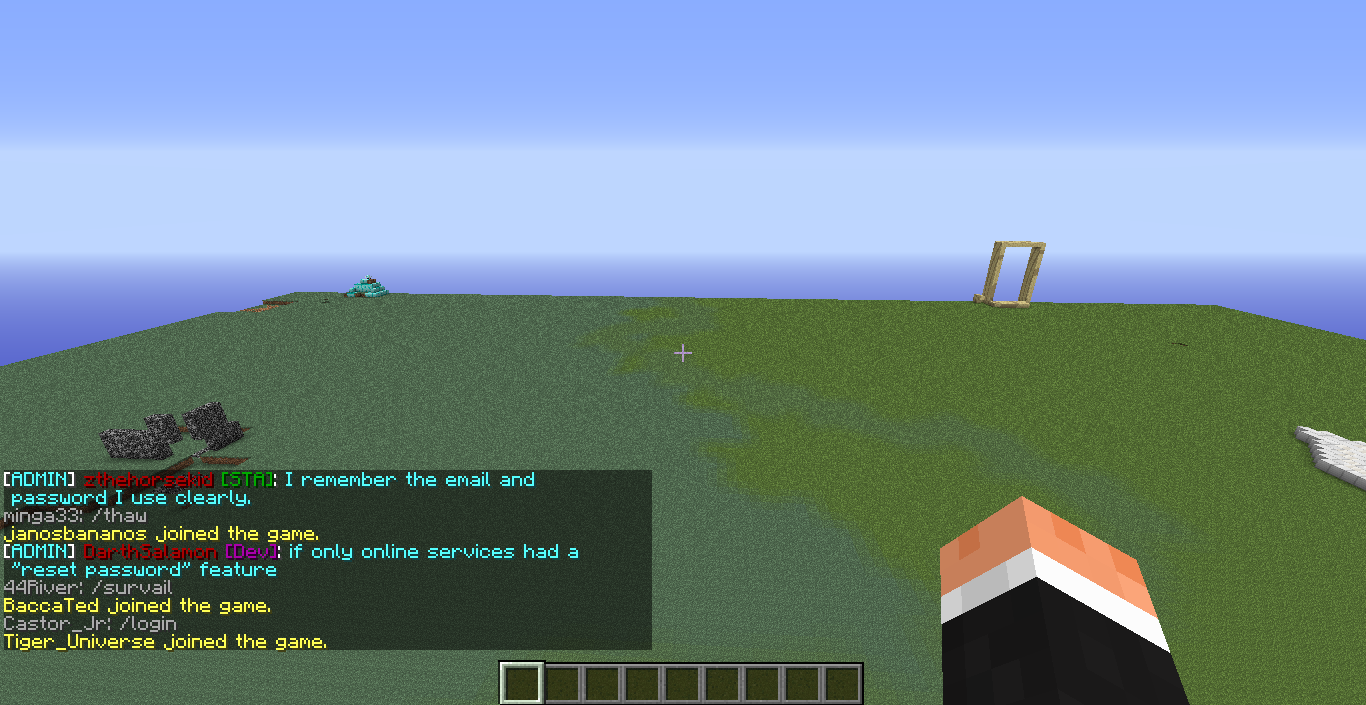 [ADMIN] zthehorsekid [STA]: I remember the email and
password I use clearly.
minga33: /thaw
janosbananos joined the game.
[ADMIN] DarthSalamon [Dev]: if only online services had a
"reset password" feature
44River: /survail
BaccaTed joined the game.
Castor_Jr: /login
Tiger_Universe joined the game.